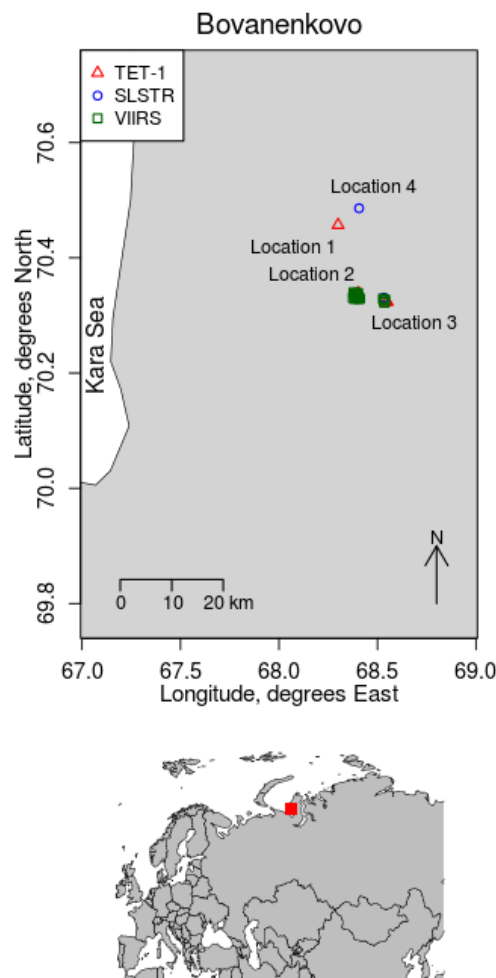 Bovanenkovo
TET-1
SLSTR
VIIRS
70.6
70.4
70.2
70.0
69.8
Latitude, degrees North
Kara Sea
Location 4
Location 1
Location 2
Location 3
N
0 10 20 km
67.0 67.5 68.0 68.5 69.0
Longitude, degrees East